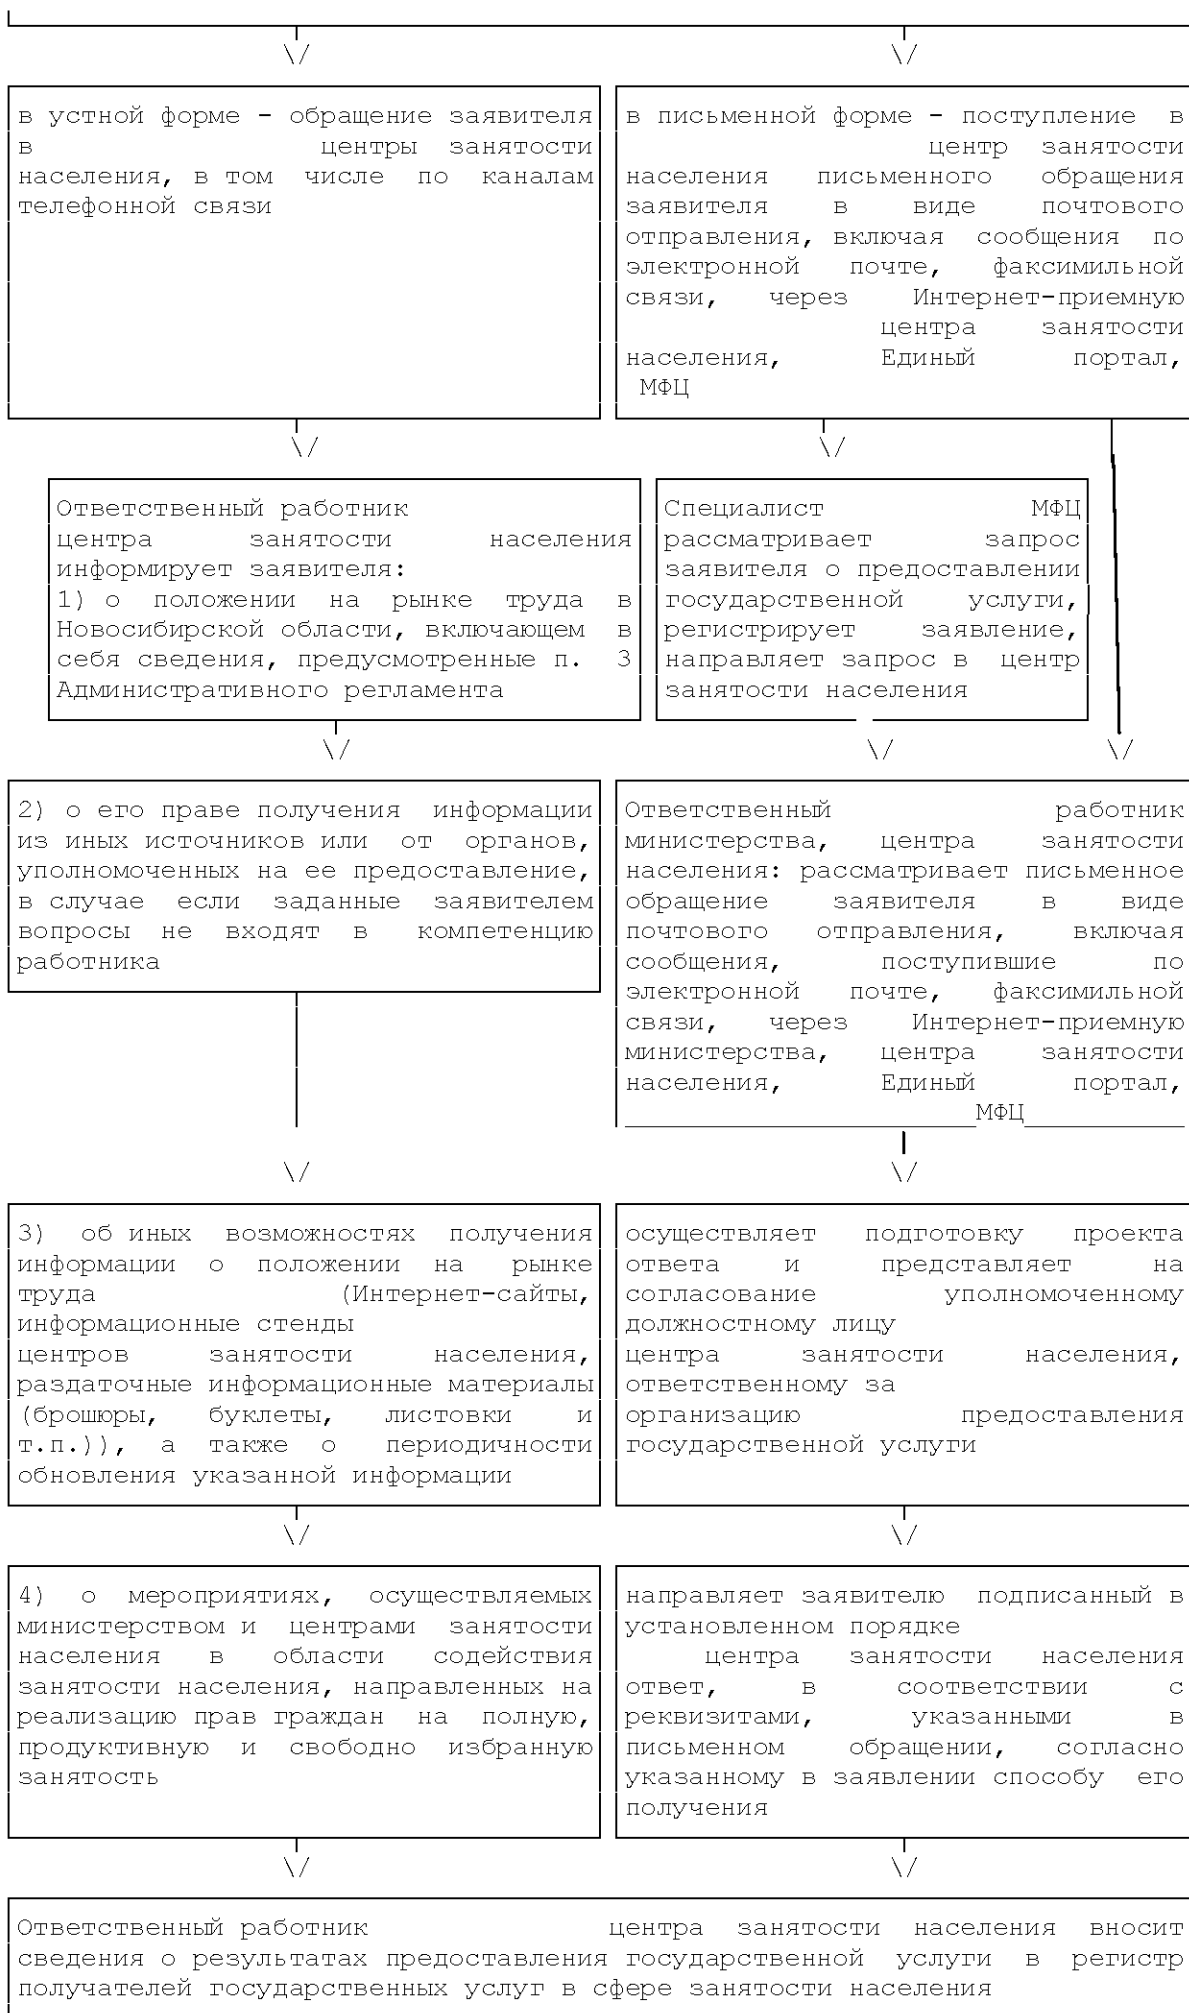 в устной форме - обращение заявителя
в центры занятости
населения, в том числе по каналам
телефонной связи
в письменной форме - поступление в
центр занятости
населения письменного обращения
заявителя в виде почтового
отправления, включая сообщения по
электронной почте, факсимильной
связи, через Интернет-приемную
центра занятости
населения, Единый портал,
МФЦ
Ответственный работник
центра занятости населения
информирует заявителя:
1) о положении на рынке труда в
Новосибирской области, включающем в
себя сведения, предусмотренные п. 3
Административного регламента
Специалист МФЦ
рассматривает запрос
заявителя о предоставлении
государственной услуги,
регистрирует заявление,
направляет запрос в центр
занятости населения
2) о его праве получения информации
из иных источников или от органов,
уполномоченных на ее предоставление,
в случае если заданные заявителем
вопросы не входят в компетенцию
работника
Ответственный работник
министерства, центра занятости
населения: рассматривает письменное
обращение заявителя в виде
почтового отправления, включая
сообщения, поступившие по
электронной почте, факсимильной
связи, через Интернет-приемную
министерства, центра занятости
населения, Единый портал,
МФЦ
3) об иных возможностях получения
информации о положении на рынке
труда (Интернет-сайты,
информационные стенды
центров занятости населения,
раздаточные информационные материалы
(брошюры, буклеты, листовки и
т.п.)), а также о периодичности
обновления указанной информации
осуществляет подготовку проекта
ответа и представляет на
согласование уполномоченному
должностному лицу
центра занятости населения,
ответственному за
организацию предоставления
государственной услуги
4) о мероприятиях, осуществляемых
министерством и центрами занятости
населения в области содействия
занятости населения, направленных на
реализацию прав граждан на полную,
продуктивную и свободно избранную
занятость
направляет заявителю подписанный в
установленном порядке
центра занятости населения
ответ, в соответствии с
реквизитами, указанными в
письменном обращении, согласно
указанному в заявлении способу его
получения
Ответственный работник центра занятости населения вносит
сведения о результатах предоставления государственной услуги в регистр
получателей государственных услуг в сфере занятости населения